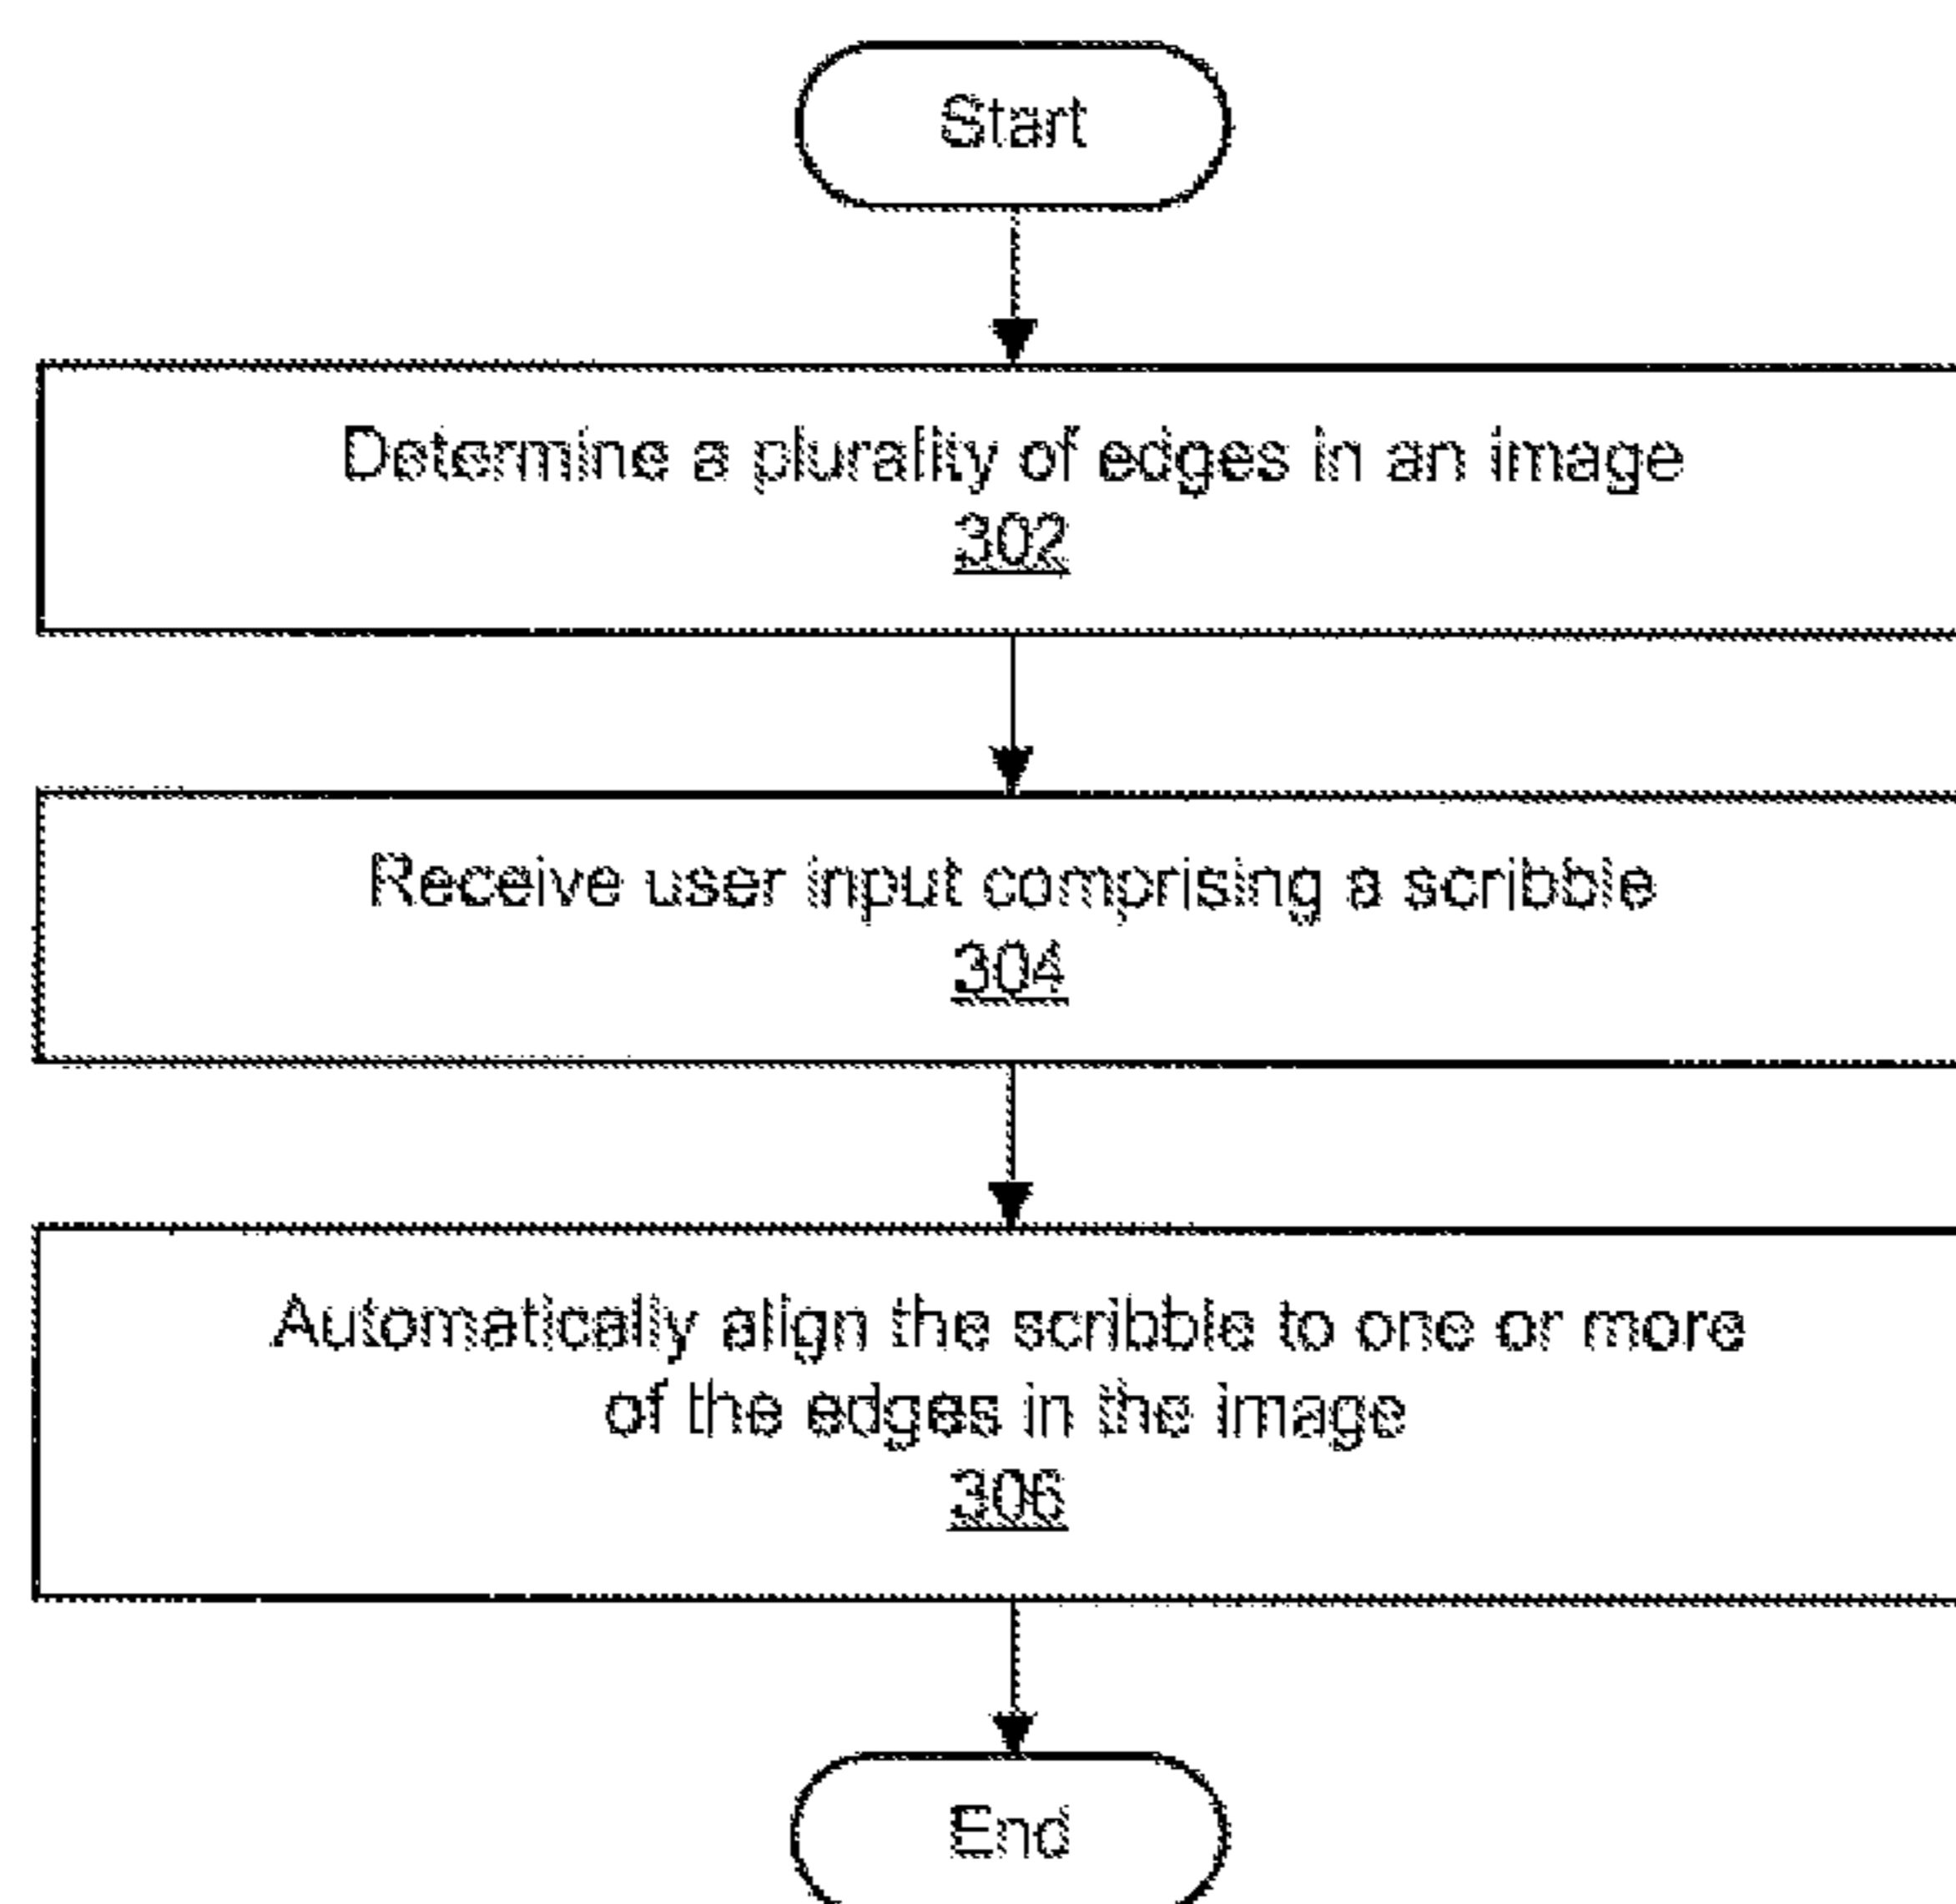 Start
Determine a plurality of edges in an image
302
Receive user input comprising a scribble
304
Automatically align the scribble to one or more
of the edges in the image
306
End